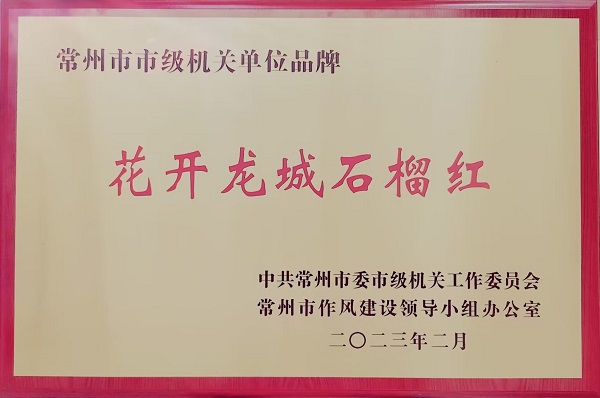 常州市市级机关单位品牌
花开龙城石榴红
中共常州市委市级机关工作委员会
常州市作风建设领导小组办公室
二〇二三年二月